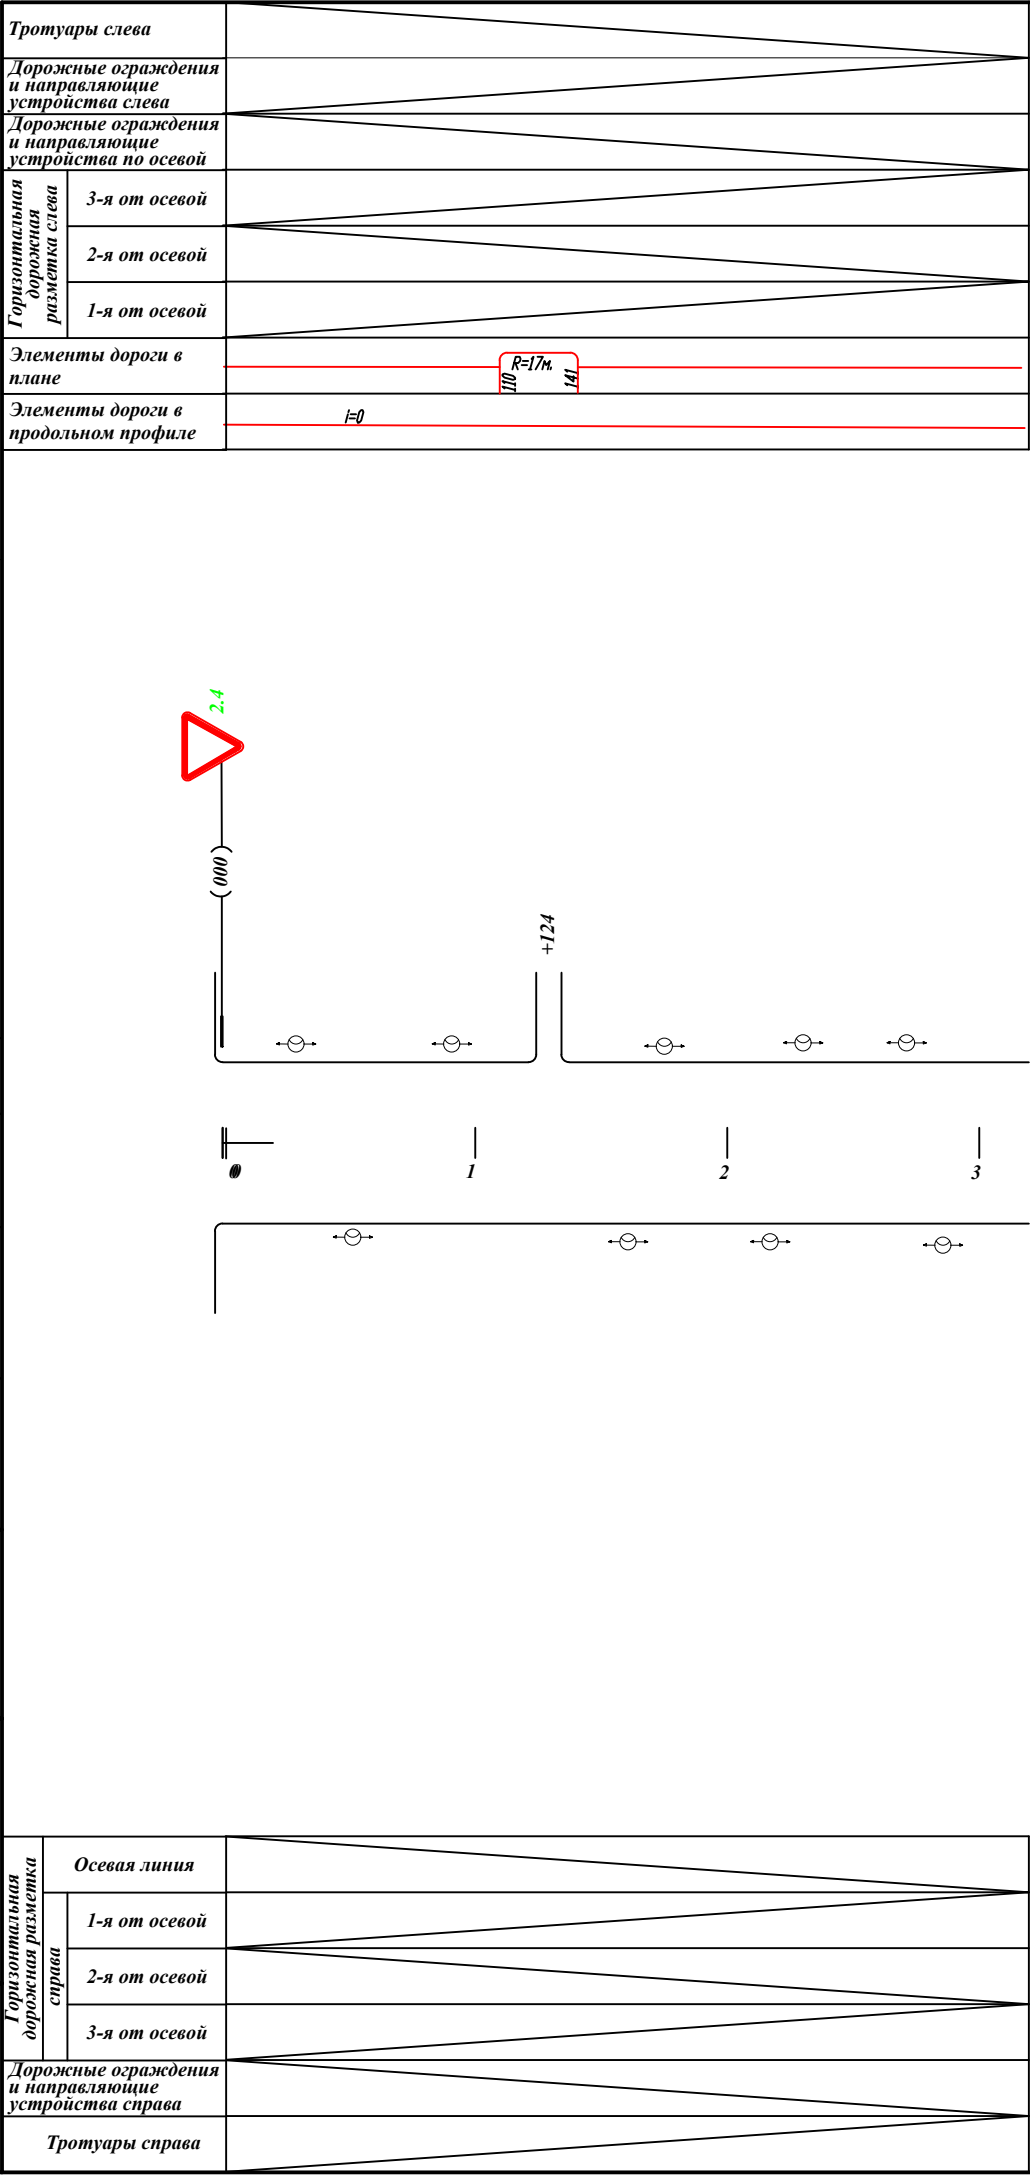 Тротуары слева
Дорожные ограждения
и направляющие
устройства слева
Дорожные ограждения
и направляющие
устройства по осевой
Горизонтальная
дорожная
разметка слева
3-я от осевой
2-я от осевой
1-я от осевой
Элементы дороги в
плане
R=17м.
110
141
Элементы дороги в
продольном профиле
i=0
2.4
(000)
+124
0
1
2
3
Горизонтальная
дорожная разметка
справа
Осевая линия
1-я от осевой
2-я от осевой
3-я от осевой
Дорожные ограждения
и направляющие
устройства справа
Тротуары справа